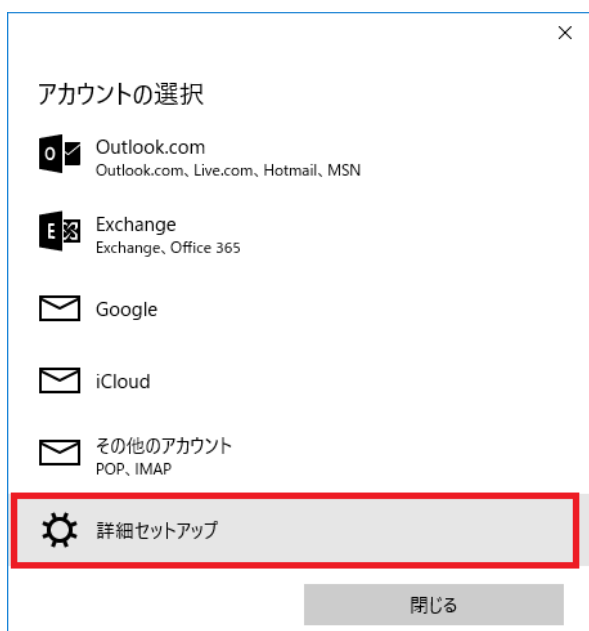 アカウントの選択
Outlook.com
Outlook.com、Live.com、Hotmail、MSN
Exchange
Exchange、Office 365
Google
iCloud
その他のアカウント
POP、IMAP
詳細セットアップ
閉じる